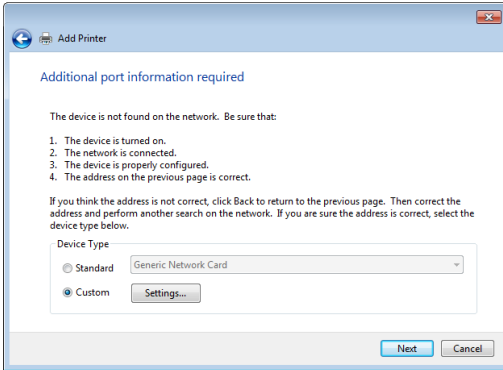 Add Printer
Additional port information required
The device is not found on the network. Be sure that:
1. The device is turned on.
2. The network is connected.
3. The device is properly configured.
4. The address on the previous page is correct.
If you think the address is not correct, click Back to return to the previous page. Then correct the
address and perform another search on the network. If you are sure the address is correct, select the
device type below.
Device Type
Standard Generic Network Card
Custom Settings...
Next Cancel